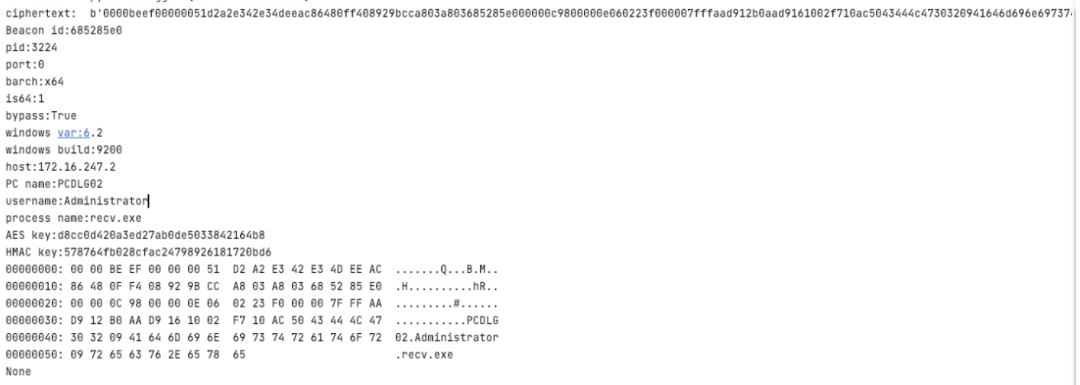 ciphertext:  b'0000beef00000051d2a2e342e34deeac86480ff408929bcca803a803685285e000000c9800000e060223f000007fffaad912b0aad9161002f710ac5043444c4730320941646d696e697374
Beacon id:685285e0
pid:3224
port:0
barch:x64
is64:1
bypass:True
windows var:6.2
windows build:9200
host:172.16.247.2
PC name:PCDLG02
username:Administrator
process name:recv.exe
AES key:d8cc0d420a3ed27ab0de5033842164b8
HMAC key:578764fb028cfac24798926181720bd6
00000000: 00 00 BE EF 00 00 00 51  D2 A2 E3 42 E3 4D EE AC  .......Q...B.M..
00000010: 86 48 0F F4 08 92 9B CC  A8 03 A8 03 68 52 85 E0  .H..........hR..
00000020: 00 00 0C 98 00 00 0E 06  02 23 F0 00 00 7F FF AA  .........#......
00000030: D9 12 B0 AA D9 16 10 02  F7 10 AC 50 43 44 4C 47  ...........PCDLG
00000040: 30 32 09 41 64 6D 69 6E  69 73 74 72 61 74 6F 72  02.Administrator
00000050: 09 72 65 63 76 2E 65 78  65                       .recv.exe
None